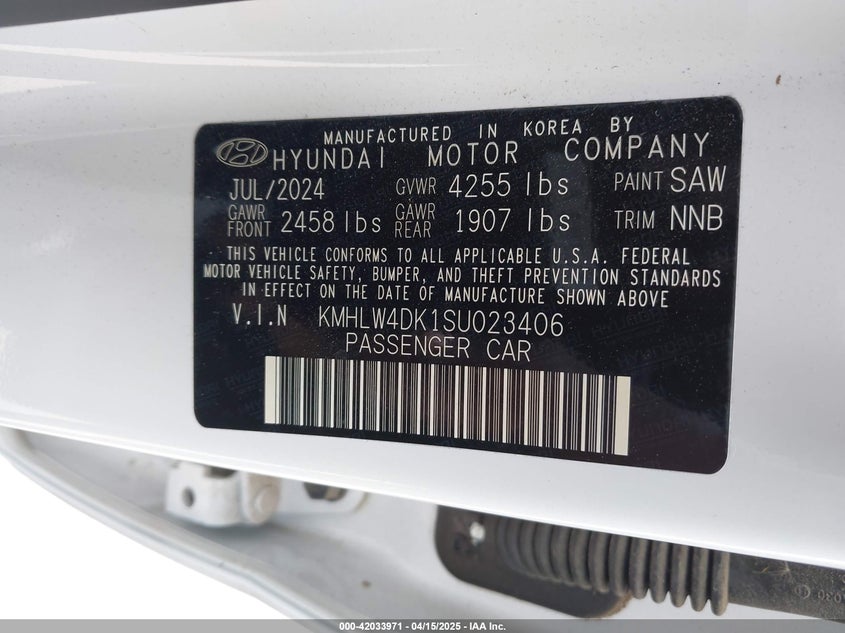 MANUFACTURED IN KOREA BY
HYUNDAI MOTOR COMPANY
JUL/2024 GVWR 4255 lbs PAINT SAW
GAWR FRONT 2458 lbs GAWR REAR 1907 lbs TRIM NNB
THIS VEHICLE CONFORMS TO ALL APPLICABLE U.S.A. FEDERAL
MOTOR VEHICLE SAFETY, BUMPER, AND THEFT PREVENTION STANDARDS
IN EFFECT ON THE DATE OF MANUFACTURE SHOWN ABOVE
V.I.N KMHLW4DK1SU023406
PASSENGER CAR
000-42033971 - 04/15/2025 - IAA Inc.